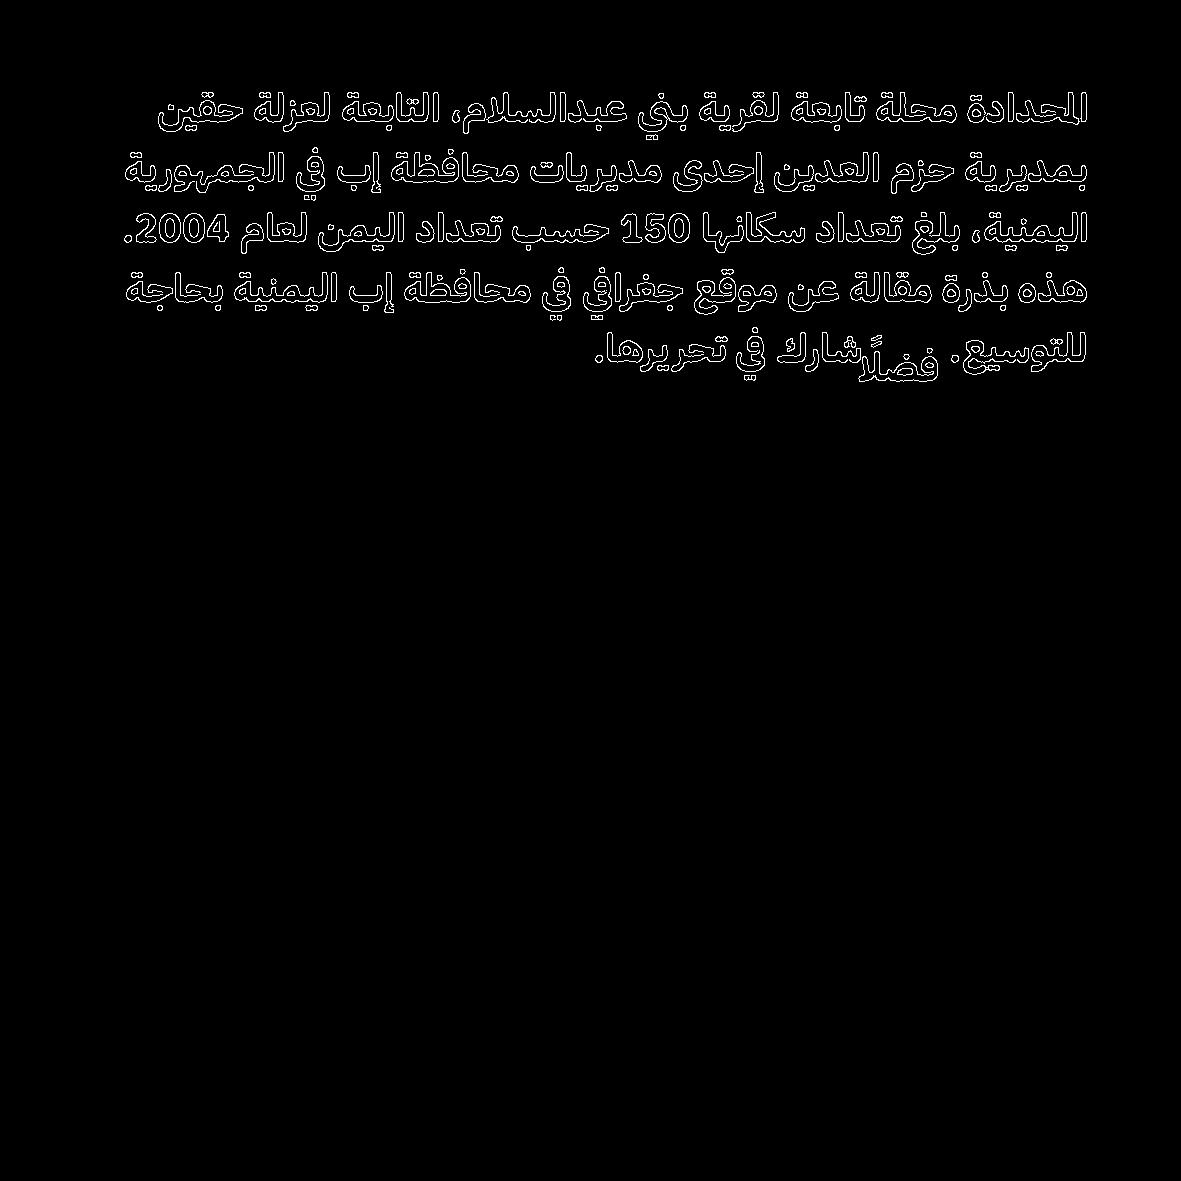 المحدادة محلة تابعة لقرية بني عبدالسلام، التابعة لعزلة حقين
بمديرية حزم العدين إحدى مديريات محافظة إب في الجمهورية
اليمنية، بلغ تعداد سكانها 150 حسب تعداد اليمن لعام 2004.
هذه بذرة مقالة عن موقع جغرافي في محافظة إب اليمنية بحاجة
للتوسيع. فضلًا شارك في تحريرها.